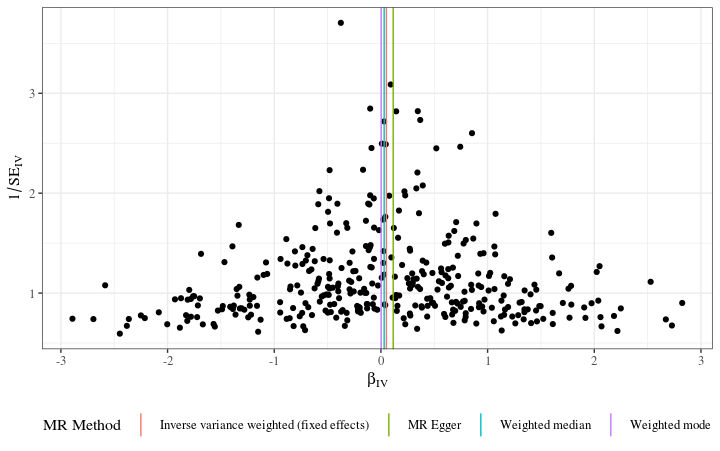 3
2
1
1/SE_IV
-3 -2 -1 0 1 2 3
β_IV
MR Method Inverse variance weighted (fixed effects) MR Egger Weighted median Weighted mode